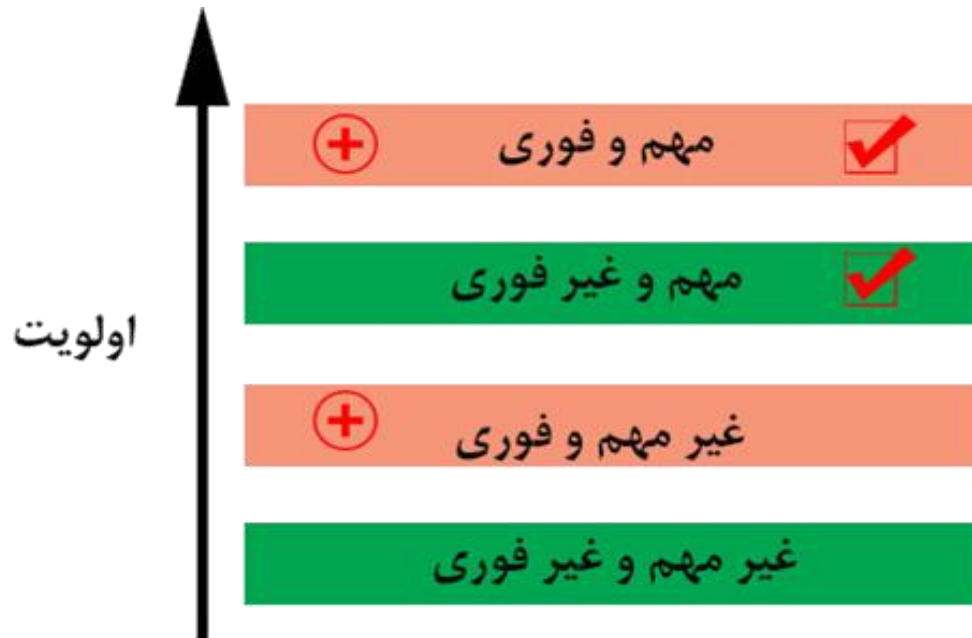 مهم و فوری
مهم و غیر فوری
اولویت
غیر مهم و فوری
غیر مهم و غیر فوری